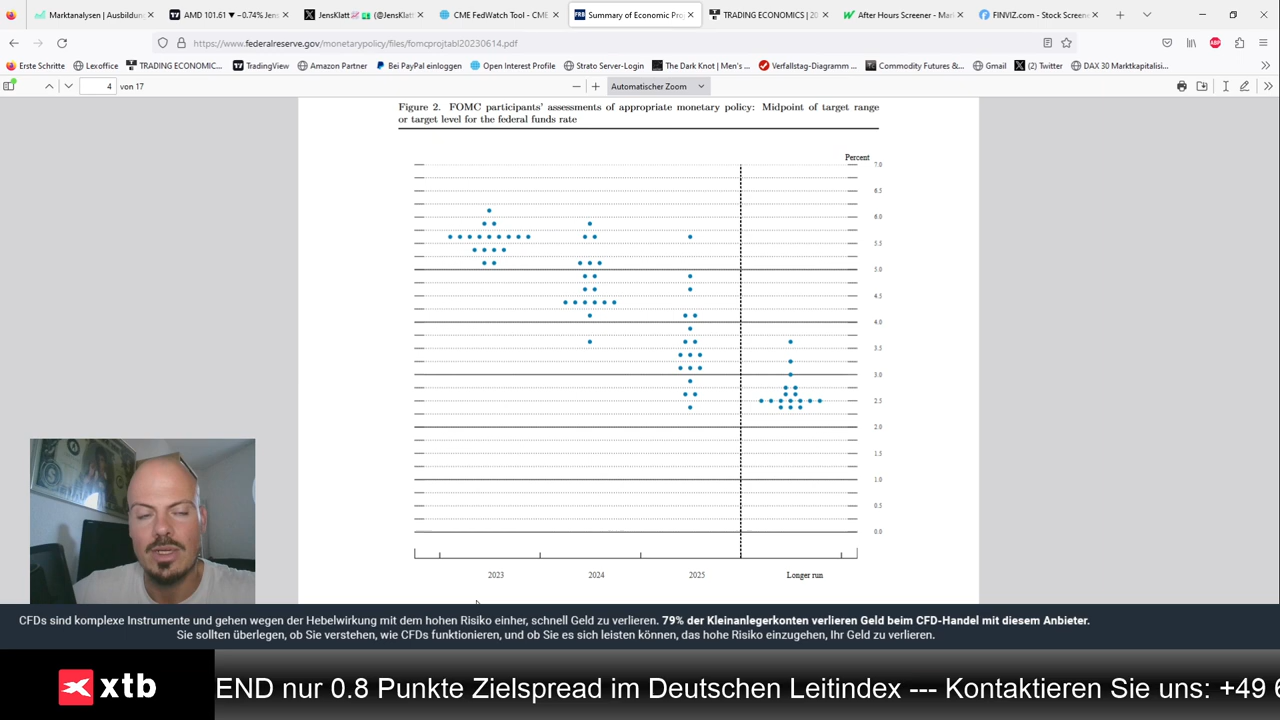 Marktanalysen | Ausbildun
AMD 101.61 ▼ −0.74% Jens
JensKlatt📈💵 (@JensKlatt
CME FedWatch Tool - CME
Summary of Economic Pro
TRADING ECONOMICS | 20
After Hours Screener - Mar
FINVIZ.com - Stock Screene
https://www.federalreserve.gov/monetarypolicy/files/fomcprojtabl20230614.pdf
Erste Schritte
Lexoffice
TRADING ECONOMIC...
TradingView
Amazon Partner
Bei PayPal einloggen
Open Interest Profile
Strato Server-Login
The Dark Knot | Men's ...
Verfallstag-Diagramm ...
Commodity Futures &...
Gmail
(2) Twitter
DAX 30 Marktkapitalisi...
4 von 17
Automatischer Zoom
Figure 2. FOMC participants' assessments of appropriate monetary policy: Midpoint of target range
or target level for the federal funds rate
Percent
7.0
6.5
6.0
5.5
5.0
4.5
4.0
3.5
3.0
2.5
2.0
1.5
1.0
0.5
0.0
2023 2024 2025 Longer run
CFDs sind komplexe Instrumente und gehen wegen der Hebelwirkung mit dem hohen Risiko einher, schnell Geld zu verlieren. 79% der Kleinanlegerkonten verlieren Geld beim CFD-Handel mit diesem Anbieter.
Sie sollten überlegen, ob Sie verstehen, wie CFDs funktionieren, und ob Sie es sich leisten können, das hohe Risiko einzugehen, Ihr Geld zu verlieren.
xtb
END nur 0.8 Punkte Zielspread im Deutschen Leitindex --- Kontaktieren Sie uns: +49 6